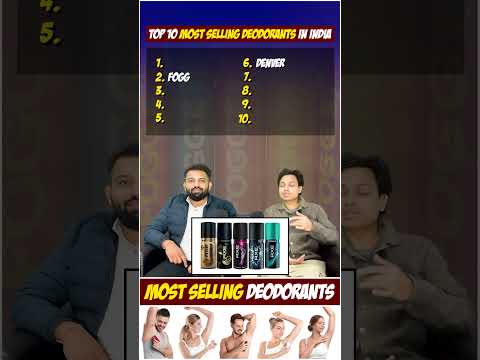 4.
5.
TOP 10 MOST SELLING DEODORANTS IN INDIA
1.
2. FOGG
3.
4.
5.
6. DENVER
7.
8.
9.
10.
MOST SELLING DEODORANTS